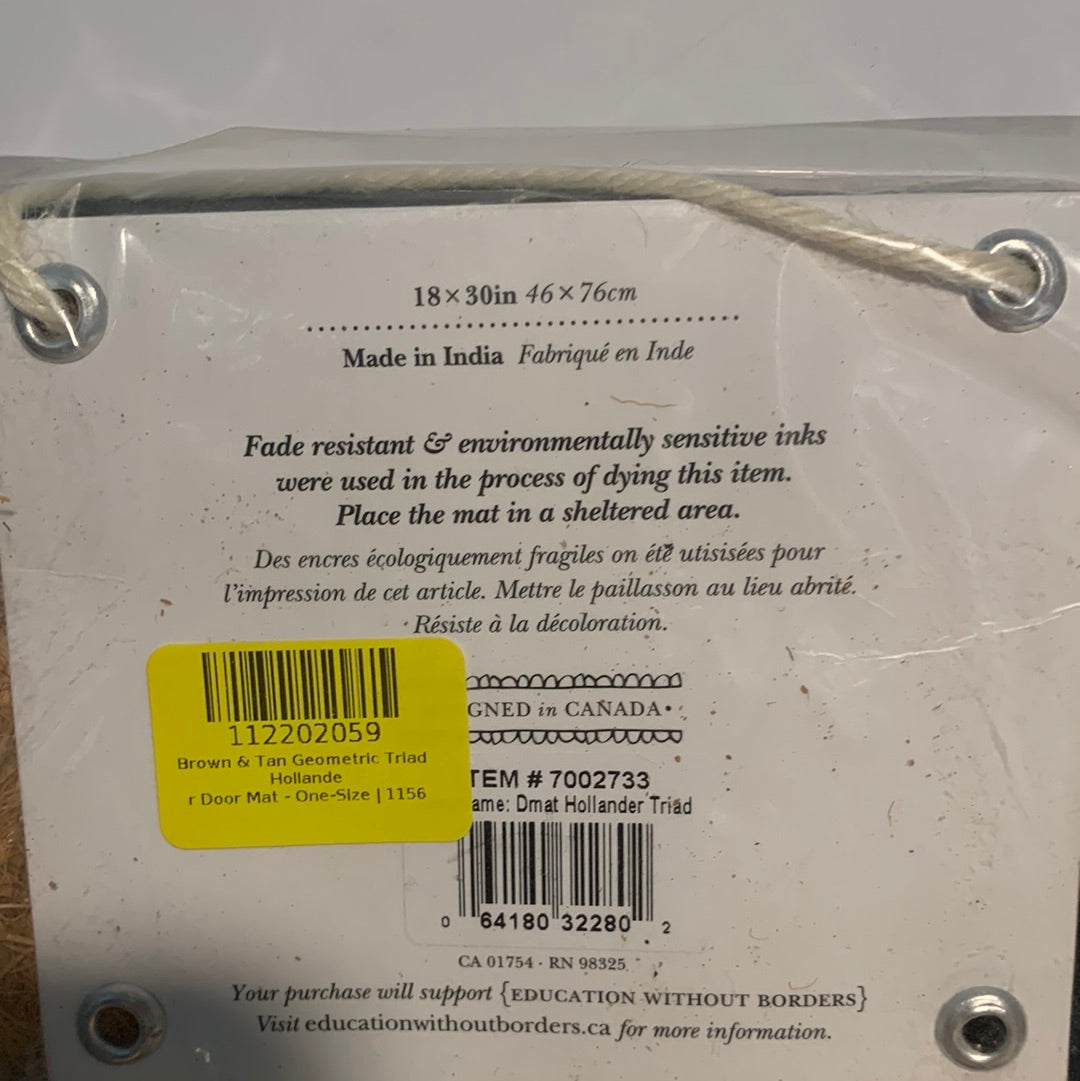 18×30in 46×76cm
Made in India Fabriqué en Inde
Fade resistant & environmentally sensitive inks
were used in the process of dying this item.
Place the mat in a sheltered area.
Des encres écologiquement fragiles on été utisisées pour
l'impression de cet article. Mettre le paillasson au lieu abrité.
Résiste à la décoloration.
112202059
Brown & Tan Geometric Triad
Hollande
r Door Mat - One-Size | 1156
GNED in CANADA•
TEM # 7002733
ame: Dmat Hollander Triad
0 64180 32280 2
CA 01754 - RN 98325
Your purchase will support {EDUCATION WITHOUT BORDERS}
Visit educationwithoutborders.ca for more information.